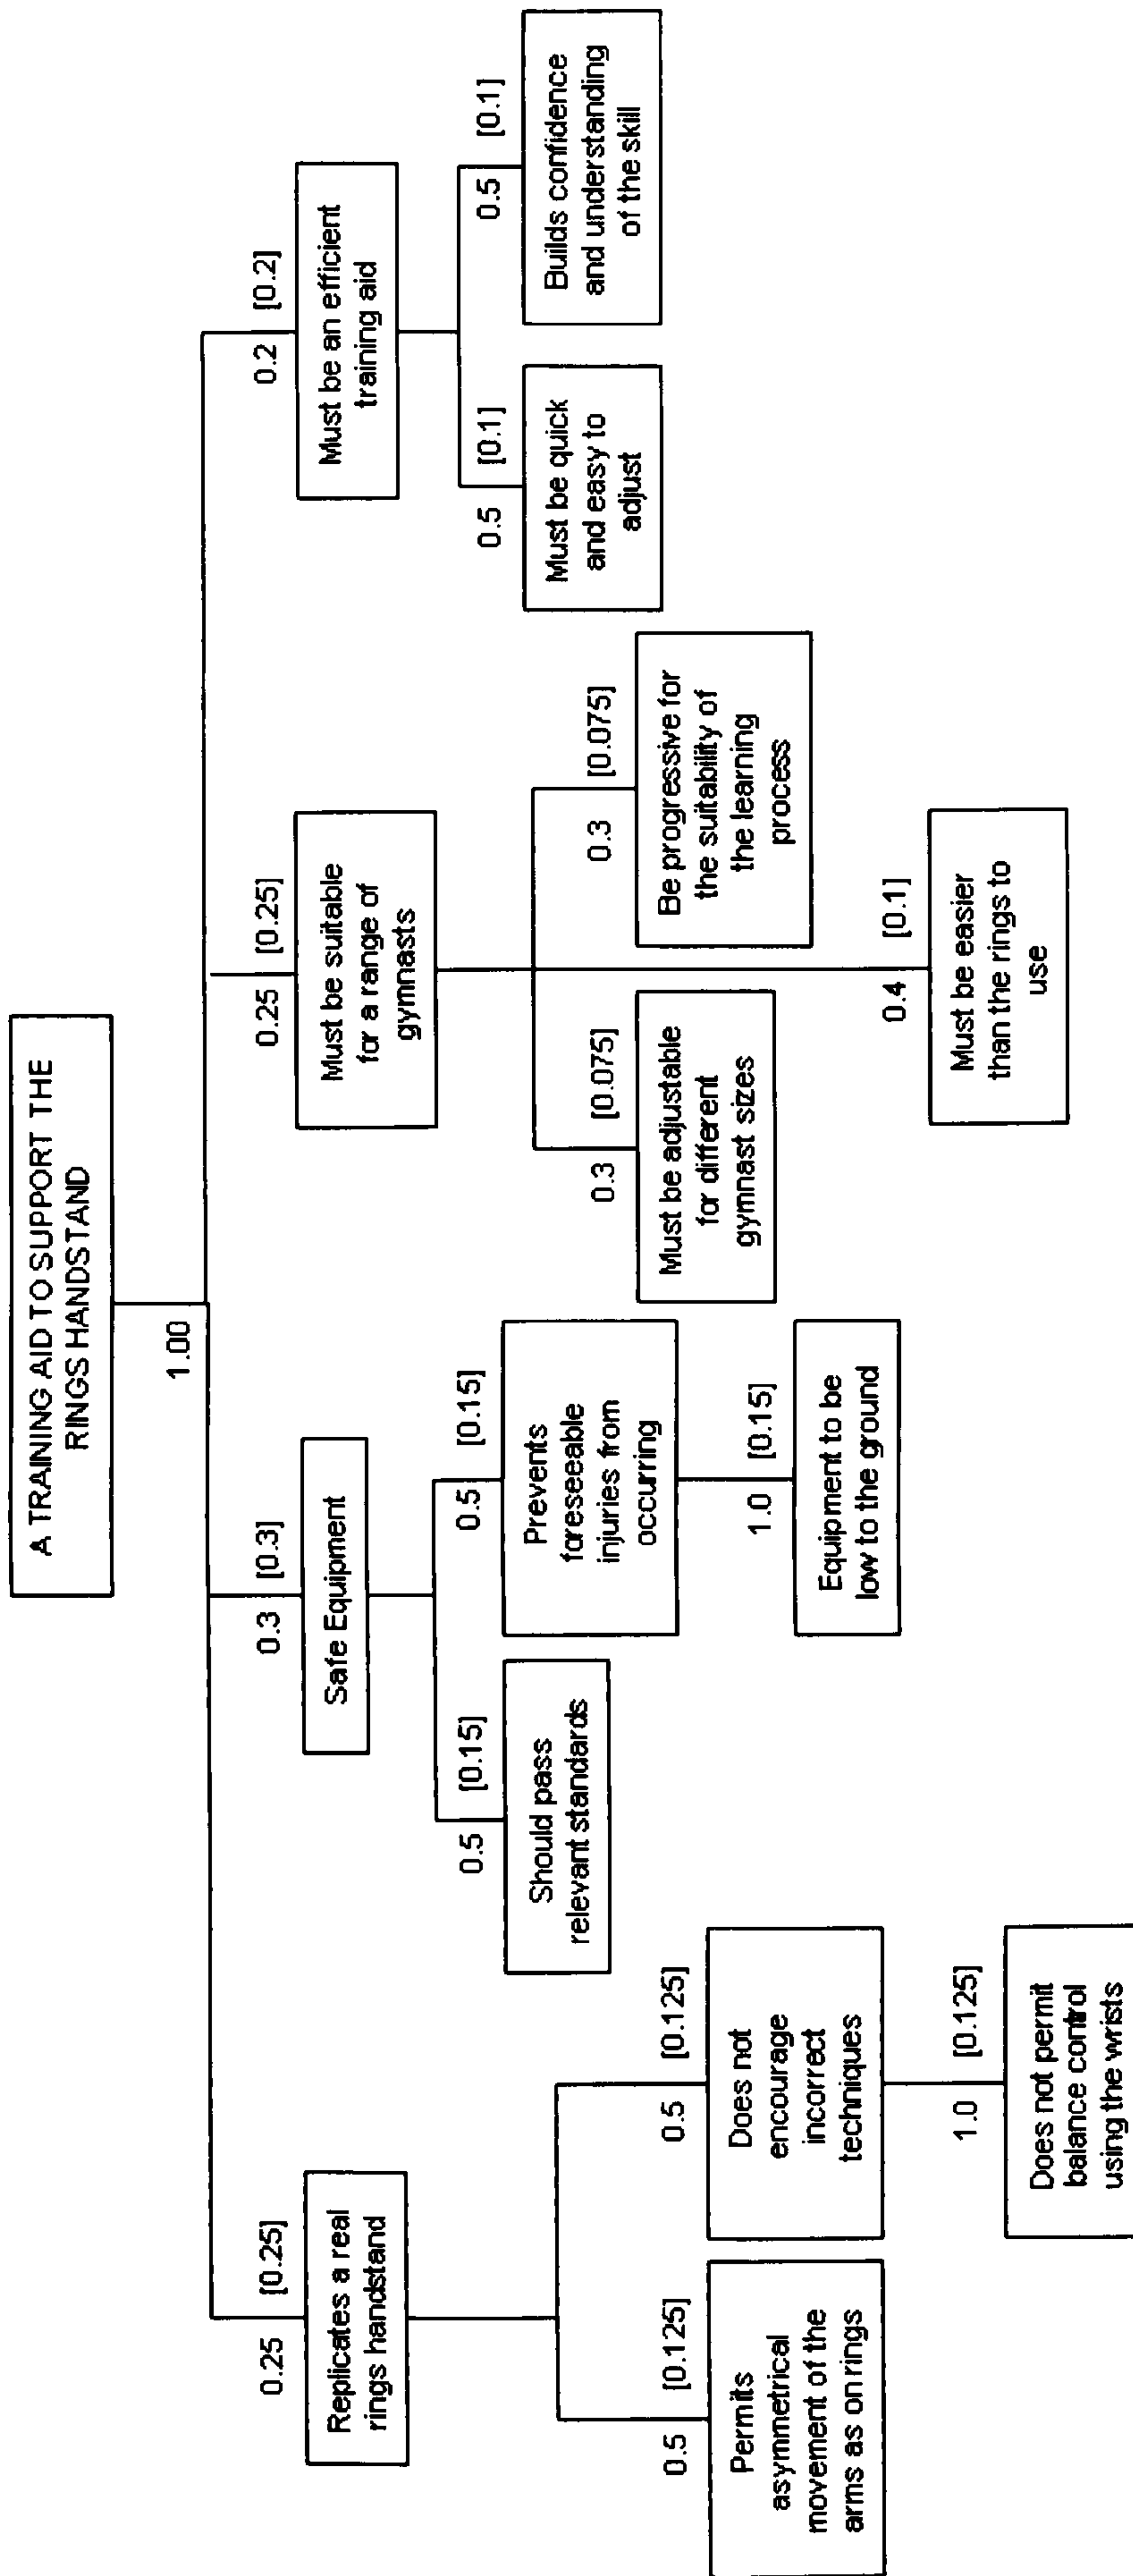 A TRAINING AID TO SUPPORT THE
RINGS HANDSTAND
1.00
0.25 [0.25]
Replicates a real
rings handstand
0.5 [0.125]
Permits
asymmetrical
movement of the
arms as on rings
0.5 [0.125]
Does not
encourage
incorrect
techniques
1.0 [0.125]
Does not permit
balance control
using the wrists
0.3 [0.3]
Safe Equipment
0.5 [0.15]
Should pass
relevant standards
0.5 [0.15]
Prevents
foreseeable
injuries from
occurring
1.0 [0.15]
Equipment to be
low to the ground
0.25 [0.25]
Must be suitable
for a range of
gymnasts
0.3 [0.075]
Must be adjustable
for different
gymnast sizes
0.3 [0.075]
Be progressive for
the suitability of
the learning
process
0.4 [0.1]
Must be easier
than the rings to
use
0.2 [0.2]
Must be an efficient
training aid
0.5 [0.1]
Must be quick
and easy to
adjust
0.5 [0.1]
Builds confidence
and understanding
of the skill